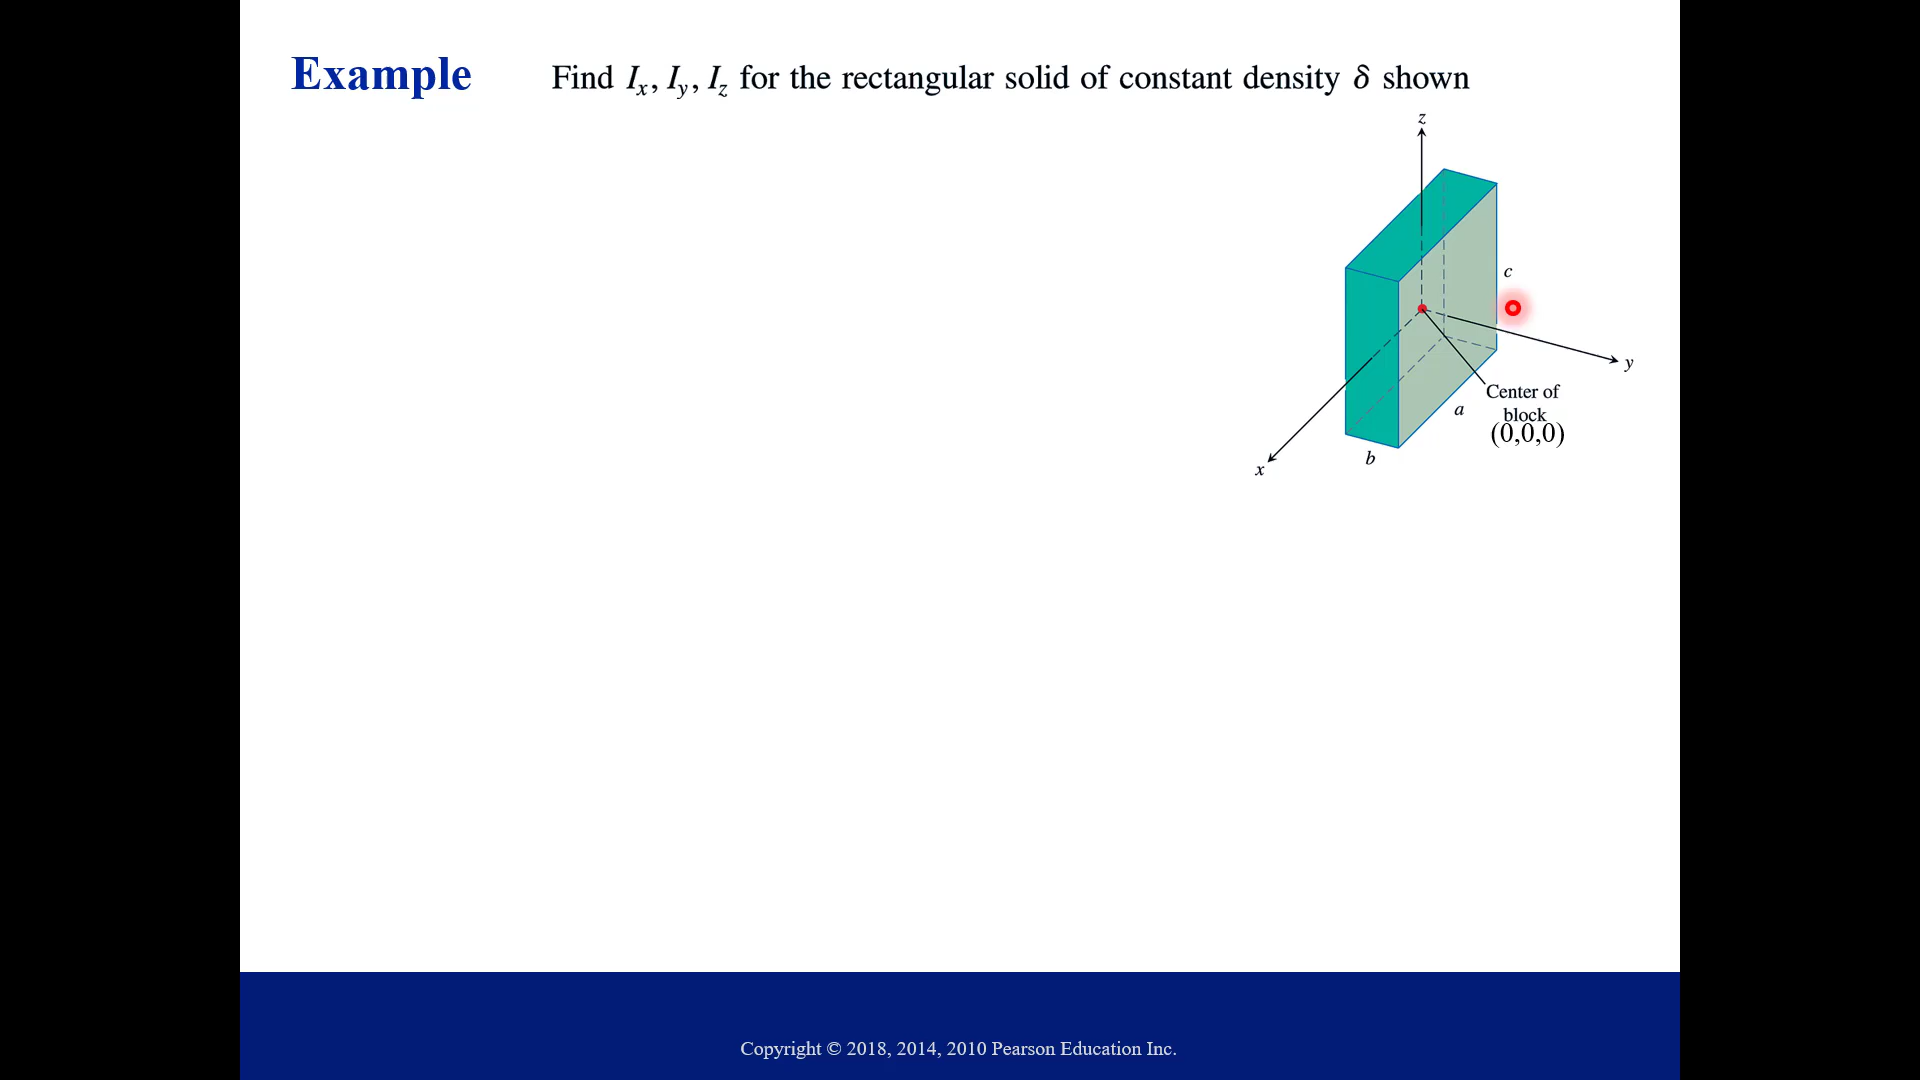 Example Find Iₓ, I_y, I_z for the rectangular solid of constant density δ shown
z
c
y
Center of
block
a
(0,0,0)
b
x
Copyright © 2018, 2014, 2010 Pearson Education Inc.